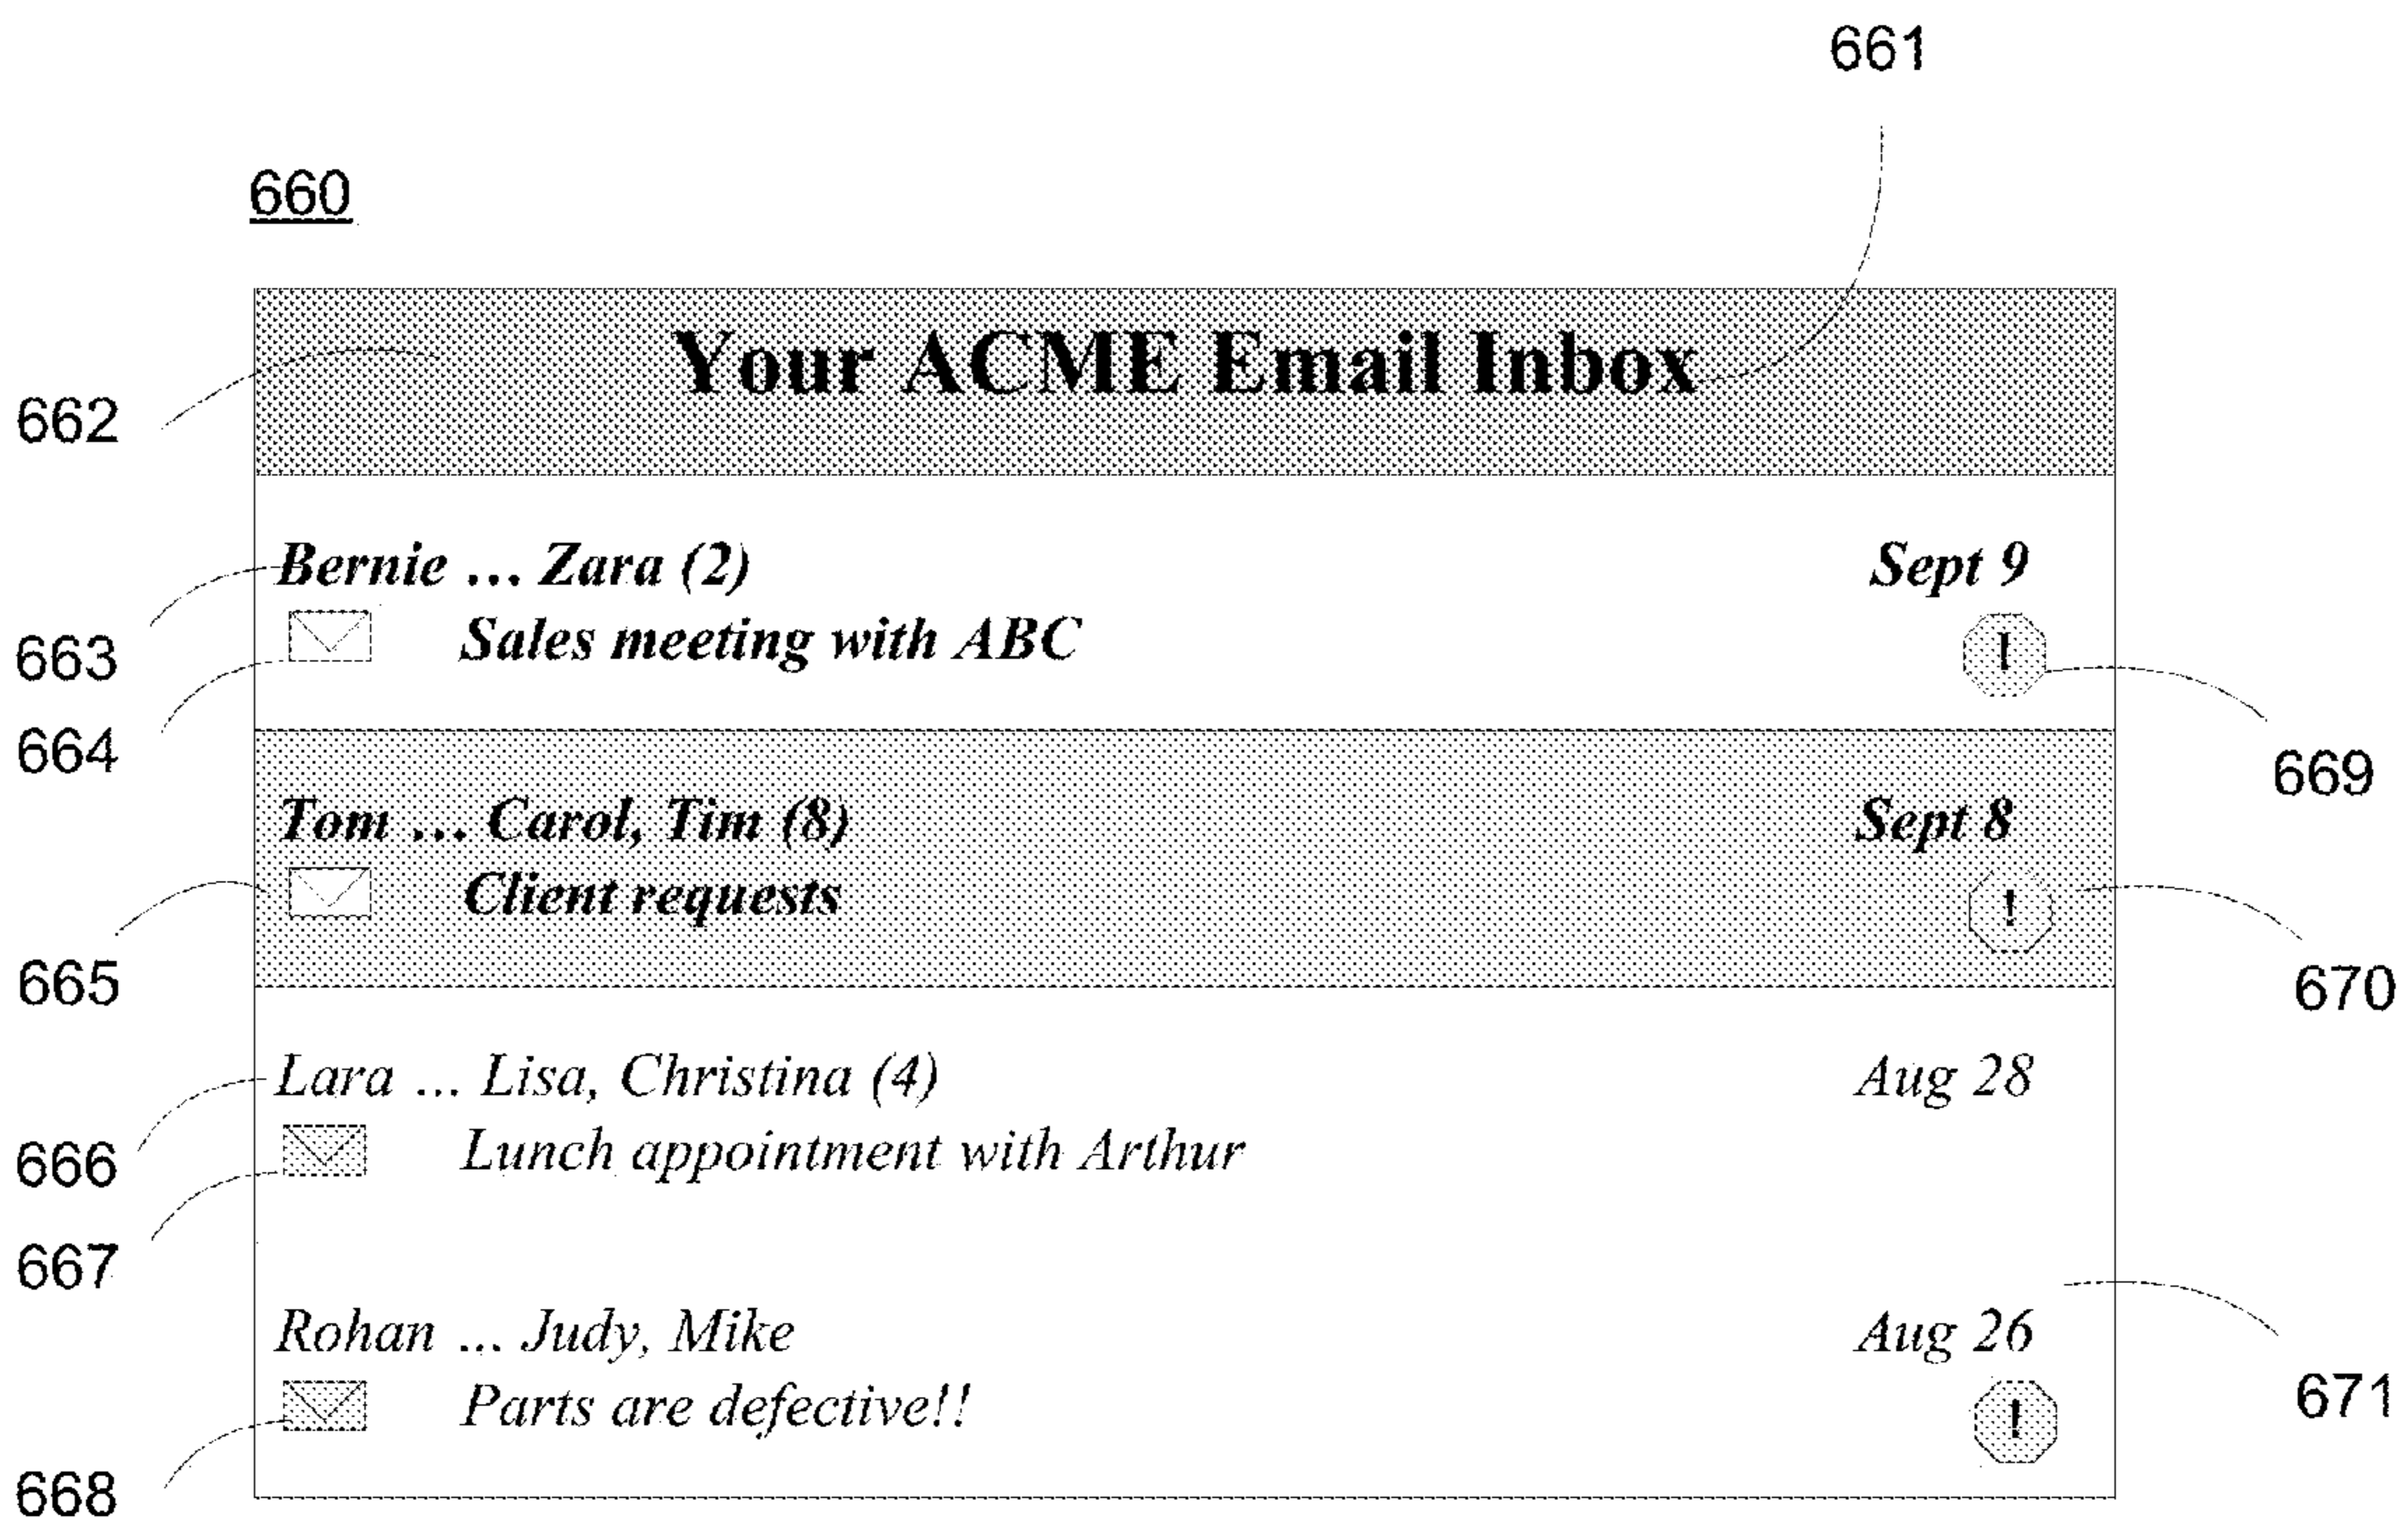 661
660
Your ACME Email Inbox
662
Bernie ... Zara (2) Sept 9
663
Sales meeting with ABC !
664
669
Tom ... Carol, Tim (8) Sept 8
665
Client requests !
670
Lara ... Lisa, Christina (4) Aug 28
666
Lunch appointment with Arthur
667
Rohan ... Judy, Mike Aug 26
671
Parts are defective!! !
668